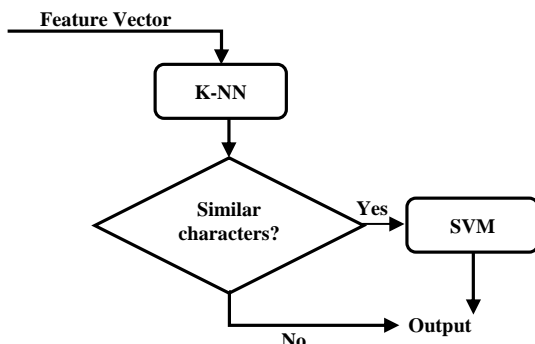 Feature Vector
K-NN
Similar
characters?
Yes
SVM
No
Output